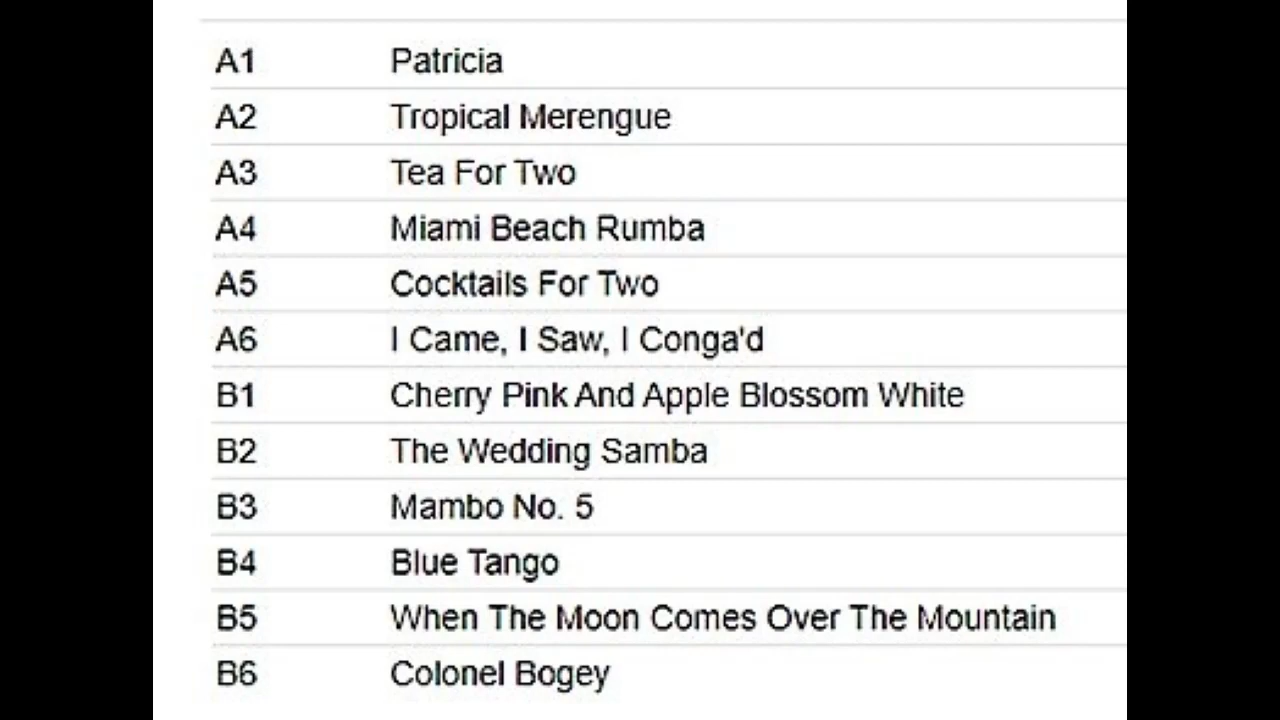 A1 Patricia
A2 Tropical Merengue
A3 Tea For Two
A4 Miami Beach Rumba
A5 Cocktails For Two
A6 I Came, I Saw, I Conga'd
B1 Cherry Pink And Apple Blossom White
B2 The Wedding Samba
B3 Mambo No. 5
B4 Blue Tango
B5 When The Moon Comes Over The Mountain
B6 Colonel Bogey